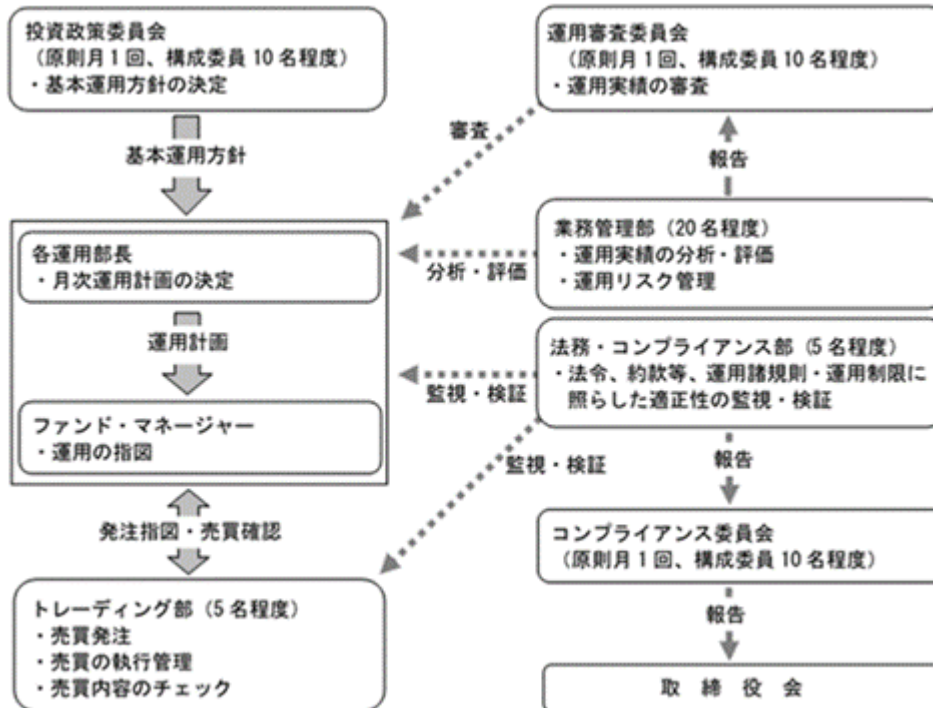 投資政策委員会
（原則月1回、構成委員10名程度）
・基本運用方針の決定
基本運用方針
各運用部長
・月次運用計画の決定
運用計画
ファンド・マネージャー
・運用の指図
発注指図・売買確認
トレーディング部（5名程度）
・売買発注
・売買の執行管理
・売買内容のチェック
運用審査委員会
（原則月1回、構成委員10名程度）
・運用実績の審査
審査
報告
業務管理部（20名程度）
・運用実績の分析・評価
・運用リスク管理
分析・評価
法務・コンプライアンス部（5名程度）
・法令、約款等、運用諸規則・運用制限に
照らした適正性の監視・検証
監視・検証
監視・検証
報告
コンプライアンス委員会
（原則月1回、構成委員10名程度）
報告
取締役会